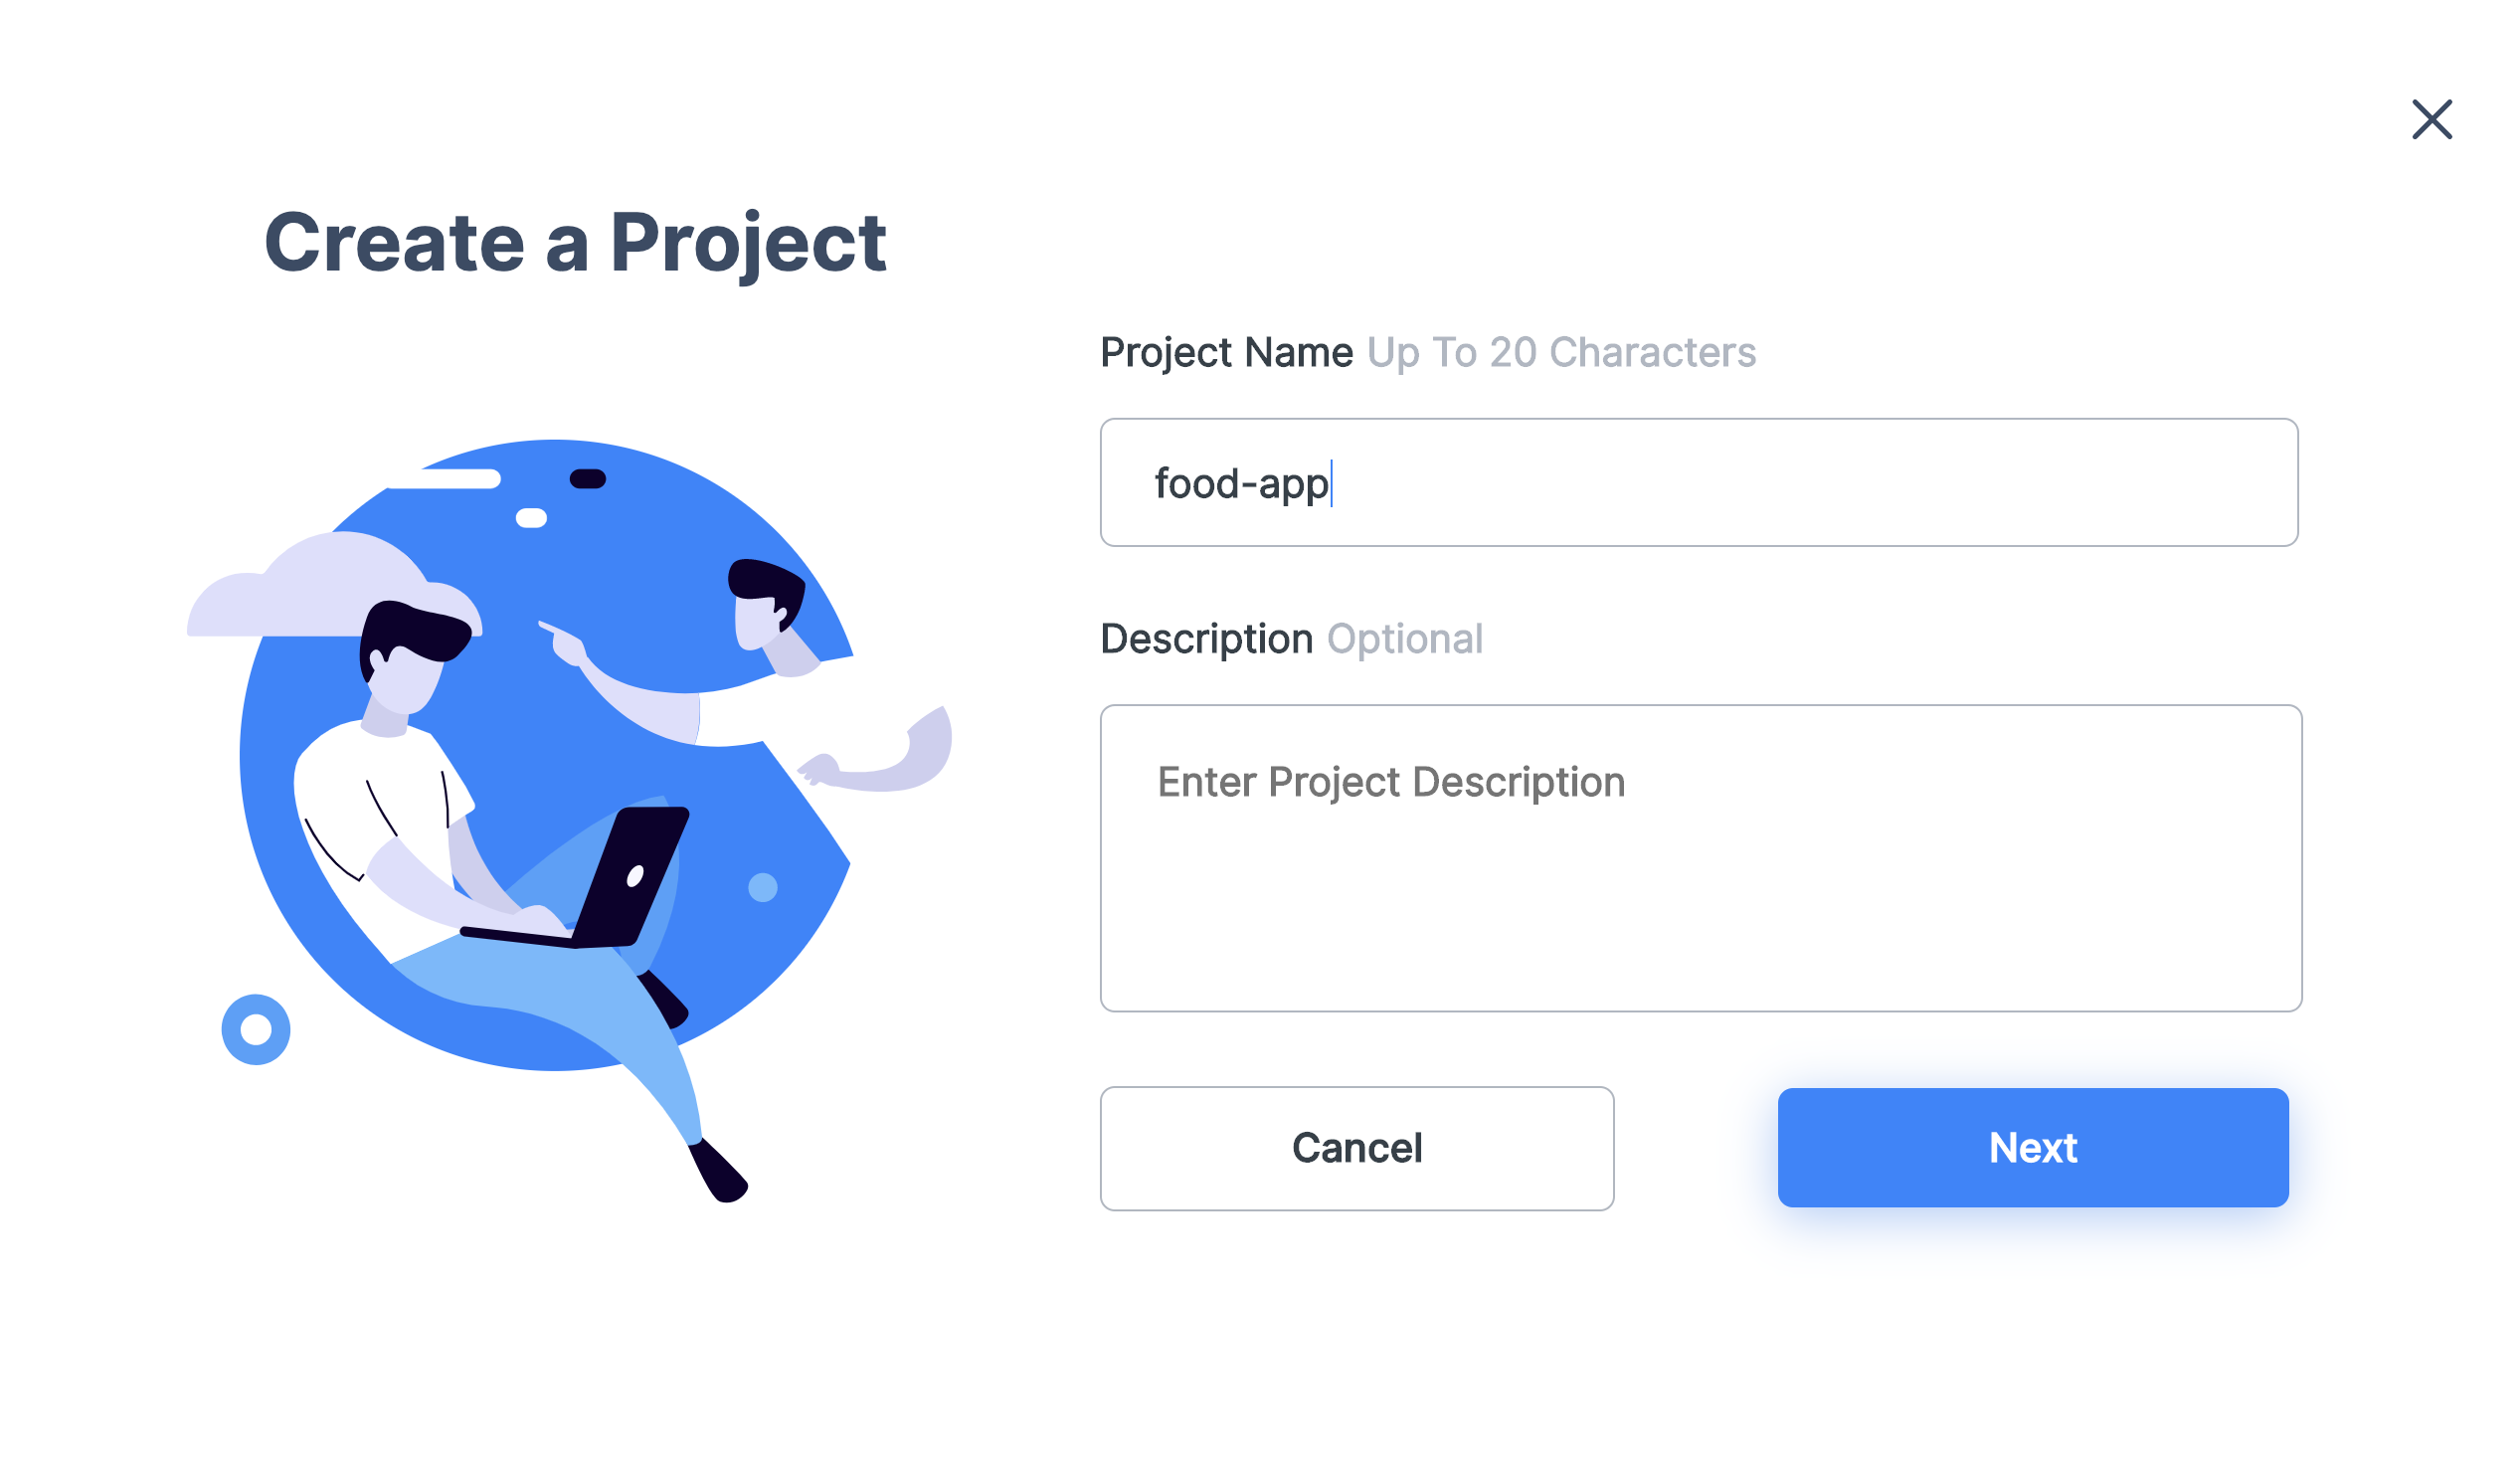 Create a Project
Project Name Up To 20 Characters
food-app
Description Optional
Enter Project Description
Cancel
Next